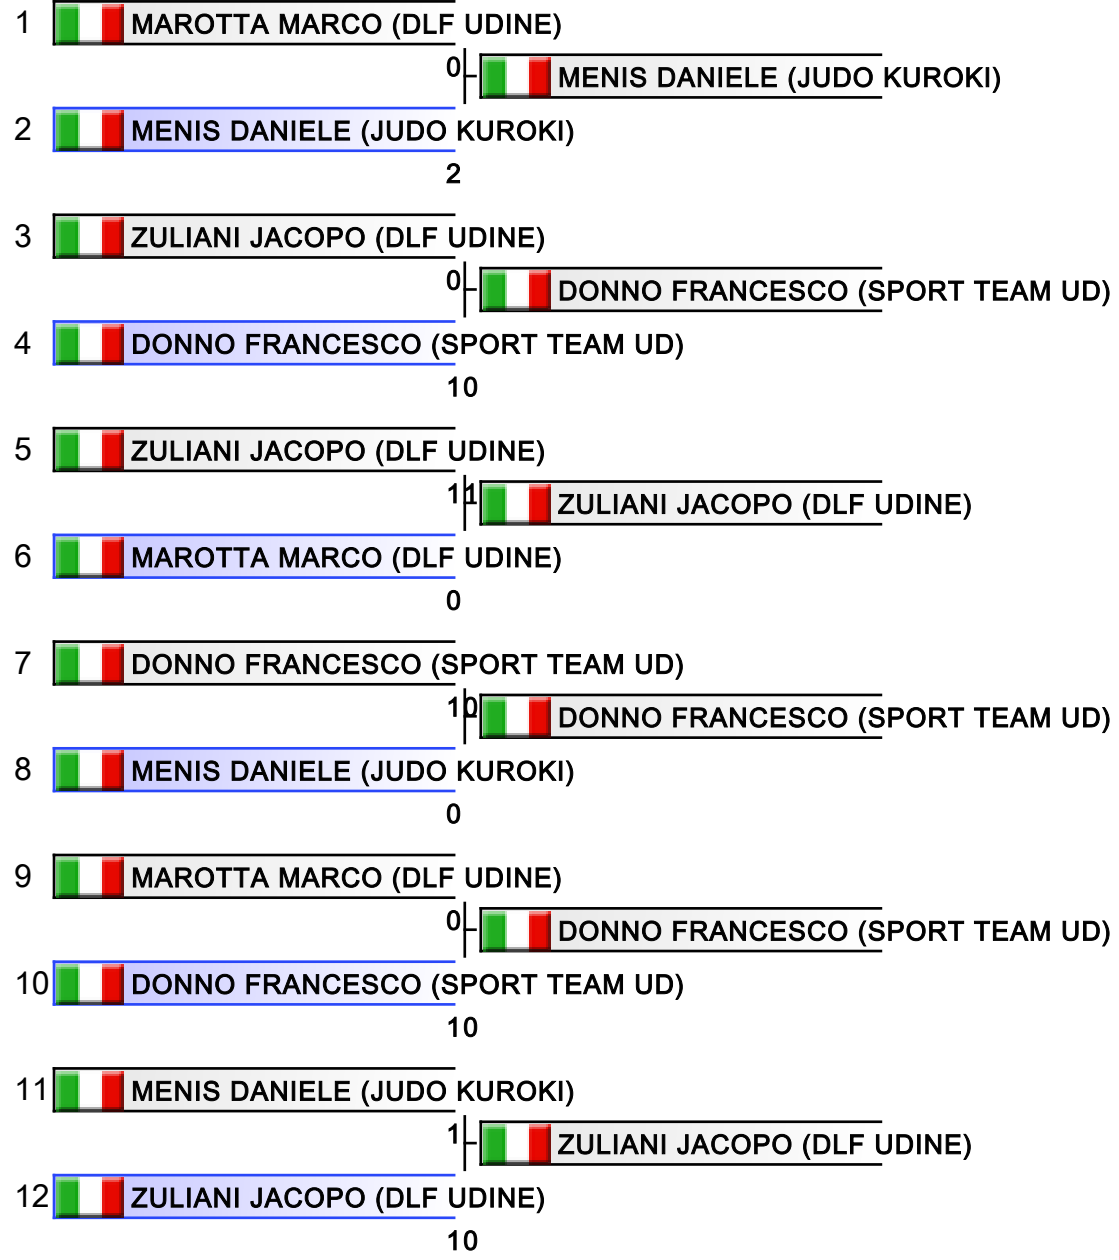 1 MAROTTA MARCO (DLF UDINE)
0 MENIS DANIELE (JUDO KUROKI)
2 MENIS DANIELE (JUDO KUROKI)
2
3 ZULIANI JACOPO (DLF UDINE)
0 DONNO FRANCESCO (SPORT TEAM UD)
4 DONNO FRANCESCO (SPORT TEAM UD)
10
5 ZULIANI JACOPO (DLF UDINE)
11 ZULIANI JACOPO (DLF UDINE)
6 MAROTTA MARCO (DLF UDINE)
0
7 DONNO FRANCESCO (SPORT TEAM UD)
10 DONNO FRANCESCO (SPORT TEAM UD)
8 MENIS DANIELE (JUDO KUROKI)
0
9 MAROTTA MARCO (DLF UDINE)
0 DONNO FRANCESCO (SPORT TEAM UD)
10 DONNO FRANCESCO (SPORT TEAM UD)
10
11 MENIS DANIELE (JUDO KUROKI)
1 ZULIANI JACOPO (DLF UDINE)
12 ZULIANI JACOPO (DLF UDINE)
10